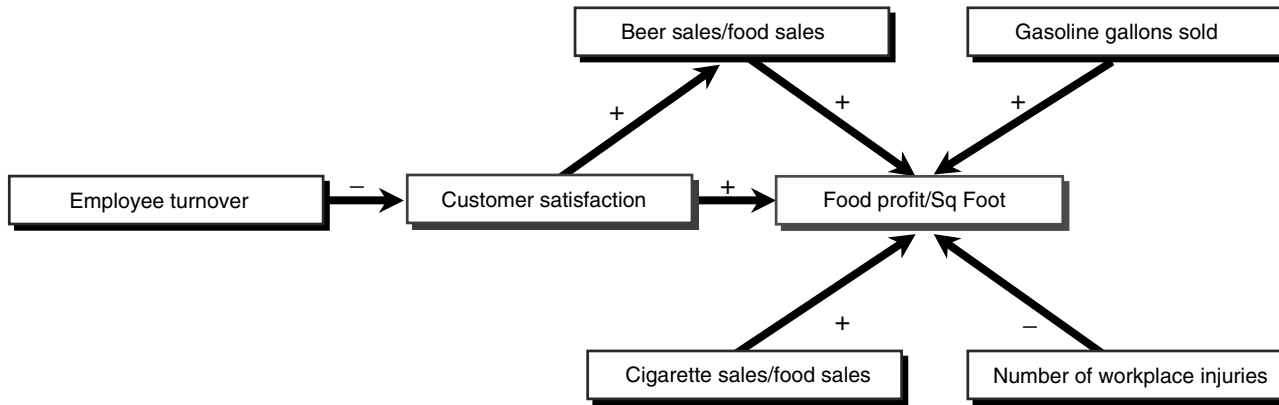 Beer sales/food sales
Gasoline gallons sold
+
+
+
Employee turnover
–
Customer satisfaction
+
Food profit/Sq Foot
+
–
Cigarette sales/food sales
Number of workplace injuries